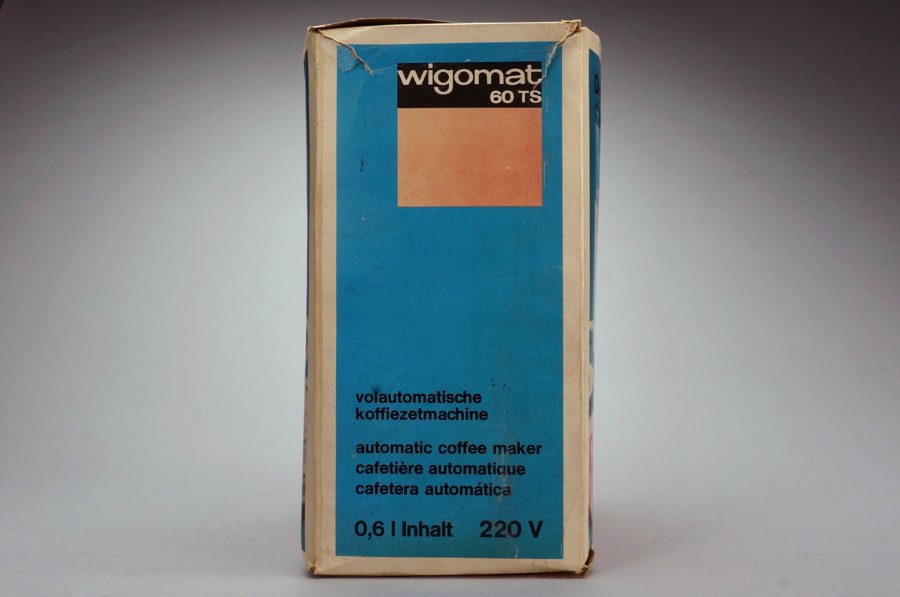 wigomat
60 TS
volautomatische
koffiezetmachine
automatic coffee maker
cafetière automatique
cafetera automática
0,6 l Inhalt 220 V